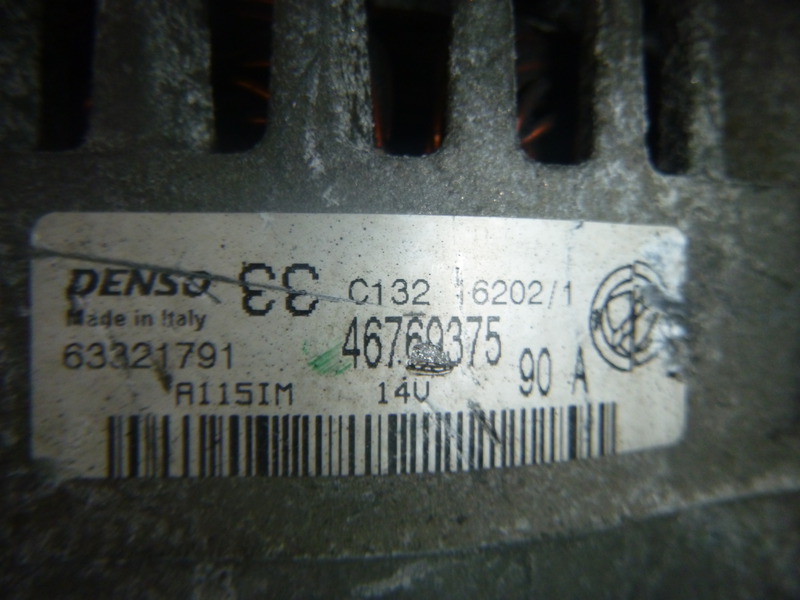 DENSO 33 C132 16202/1
Made in Italy 46769375
63321791 90 A
A115IM 14V